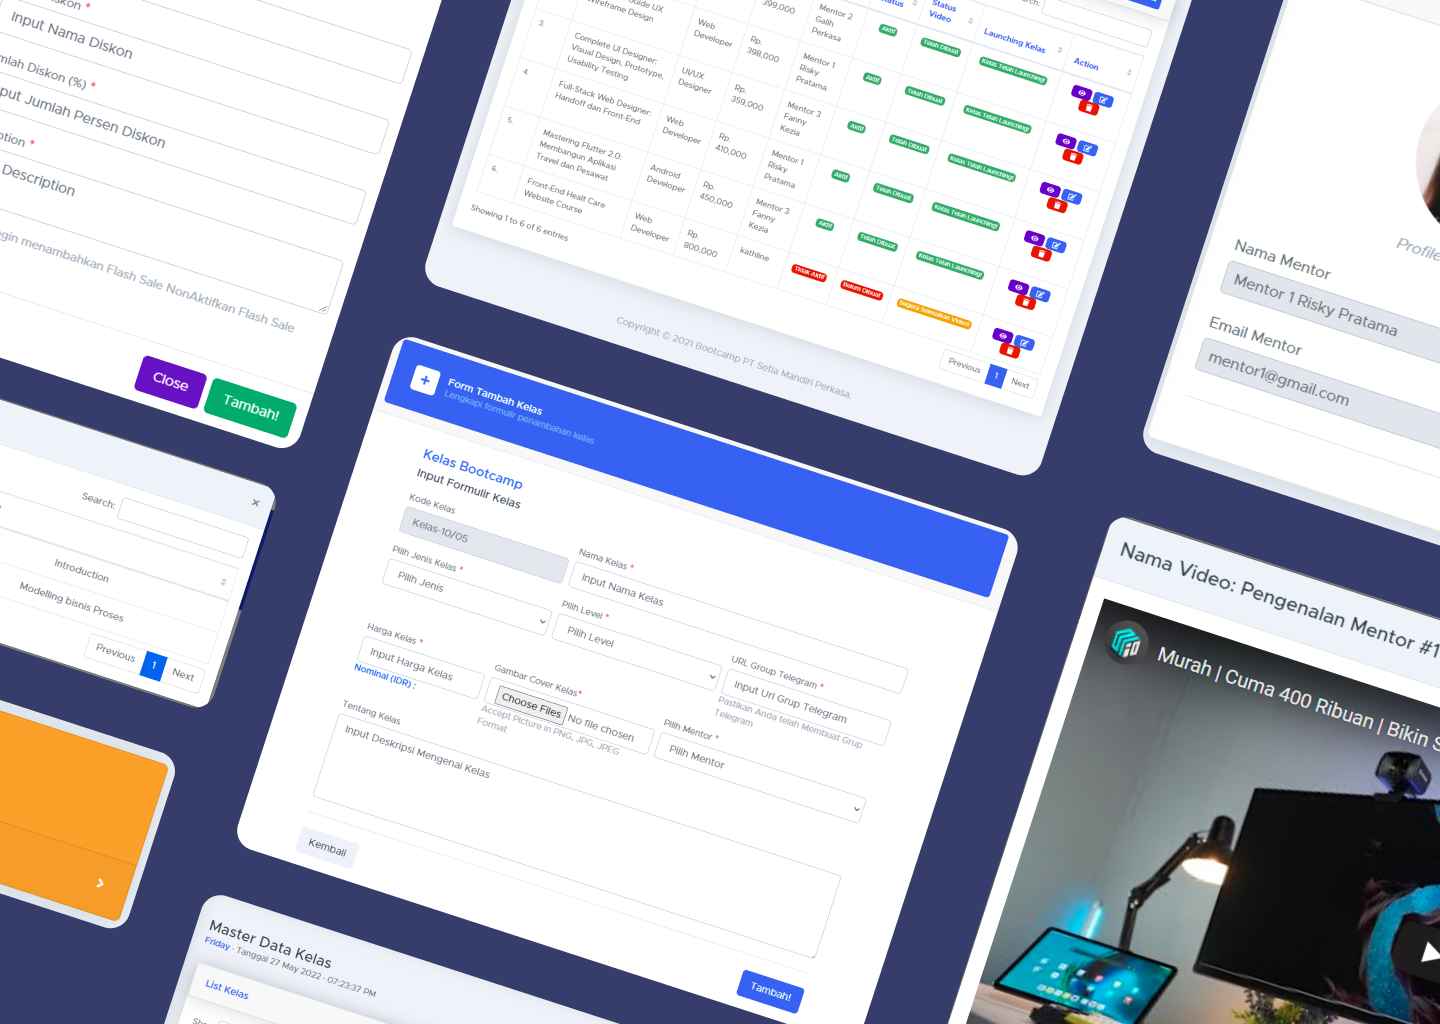 Input Nama Diskon
Jumlah Diskon (%) *
Input Jumlah Persen Diskon
Description
menambahkan Flash Sale NonAktifkan Flash Sale
Close
Tambah!
Search:
Introduction
Modelling bisnis Proses
Previous
1
Next
Status
Status Video
Launching Kelas
Action
Wireframe Design
399,000
Mentor 2 Galih Perkasa
Aktif
Telah Dibuat
Kelas Telah Launching!
3.
Complete UI Designer: Visual Design, Prototype, Usability Testing
Web Developer
Rp. 398,000
Mentor 1 Risky Pratama
Aktif
Telah Dibuat
Kelas Telah Launching!
4.
Full-Stack Web Designer: Handoff dan Front-End
UI/UX Designer
Rp. 359,000
Mentor 3 Fanny Kezia
Aktif
Telah Dibuat
Kelas Telah Launching!
5.
Mastering Flutter 2.0: Membangun Aplikasi Travel dan Pesawat
Web Developer
Rp. 410,000
Mentor 1 Risky Pratama
Aktif
Telah Dibuat
Kelas Telah Launching!
6.
Front-End Healt Care Website Course
Android Developer
Rp. 450,000
Mentor 3 Fanny Kezia
Aktif
Telah Dibuat
Kelas Telah Launching!
Web Developer
Rp. 800,000
kathline
Tidak Aktif
Belum Dibuat
Segera Selesaikan Video!
Showing 1 to 6 of 6 entries
Previous
1
Next
Copyright © 2021 Bootcamp PT Setia Mandiri Perkasa.
Profile
Nama Mentor
Mentor 1 Risky Pratama
Email Mentor
mentor1@gmail.com
Form Tambah Kelas
Lengkapi formulir penambahan kelas
Kelas Bootcamp
Input Formulir Kelas
Kode Kelas
Kelas-10/05
Nama Kelas *
Input Nama Kelas
Pilih Jenis Kelas *
Pilih Jenis
Pilih Level *
Pilih Level
URL Group Telegram *
Input Url Grup Telegram
Pastikan Anda telah Membuat Grup
Telegram
Harga Kelas *
Input Harga Kelas
Nominal (IDR) :
Gambar Cover Kelas*
Choose Files No file chosen
Accept Picture in PNG, JPG, JPEG
Format
Pilih Mentor *
Pilih Mentor
Tentang Kelas
Input Deskripsi Mengenai Kelas
Kembali
Tambah!
Master Data Kelas
Friday · Tanggal 27 May 2022 · 07:23:37 PM
List Kelas
Nama Video: Pengenalan Mentor #1
Murah | Cuma 400 Ribuan | Bikin